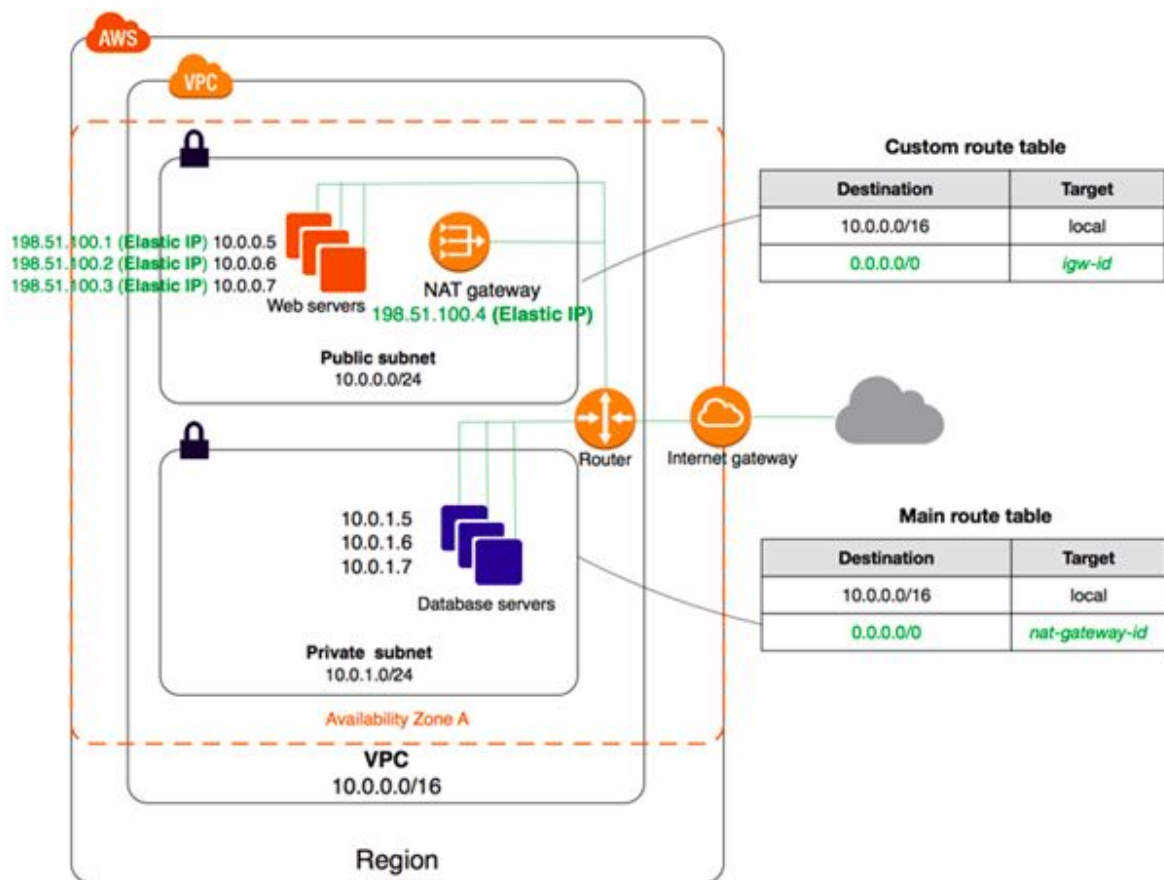 AWS
VPC
198.51.100.1 (Elastic IP) 10.0.0.5
198.51.100.2 (Elastic IP) 10.0.0.6
198.51.100.3 (Elastic IP) 10.0.0.7
Web servers
NAT gateway
198.51.100.4 (Elastic IP)
Public subnet
10.0.0.0/24
Custom route table
Destination Target
10.0.0.0/16 local
0.0.0.0/0 igw-id
Router
Internet gateway
10.0.1.5
10.0.1.6
10.0.1.7
Database servers
Private subnet
10.0.1.0/24
Main route table
Destination Target
10.0.0.0/16 local
0.0.0.0/0 nat-gateway-id
Availability Zone A
VPC
10.0.0.0/16
Region